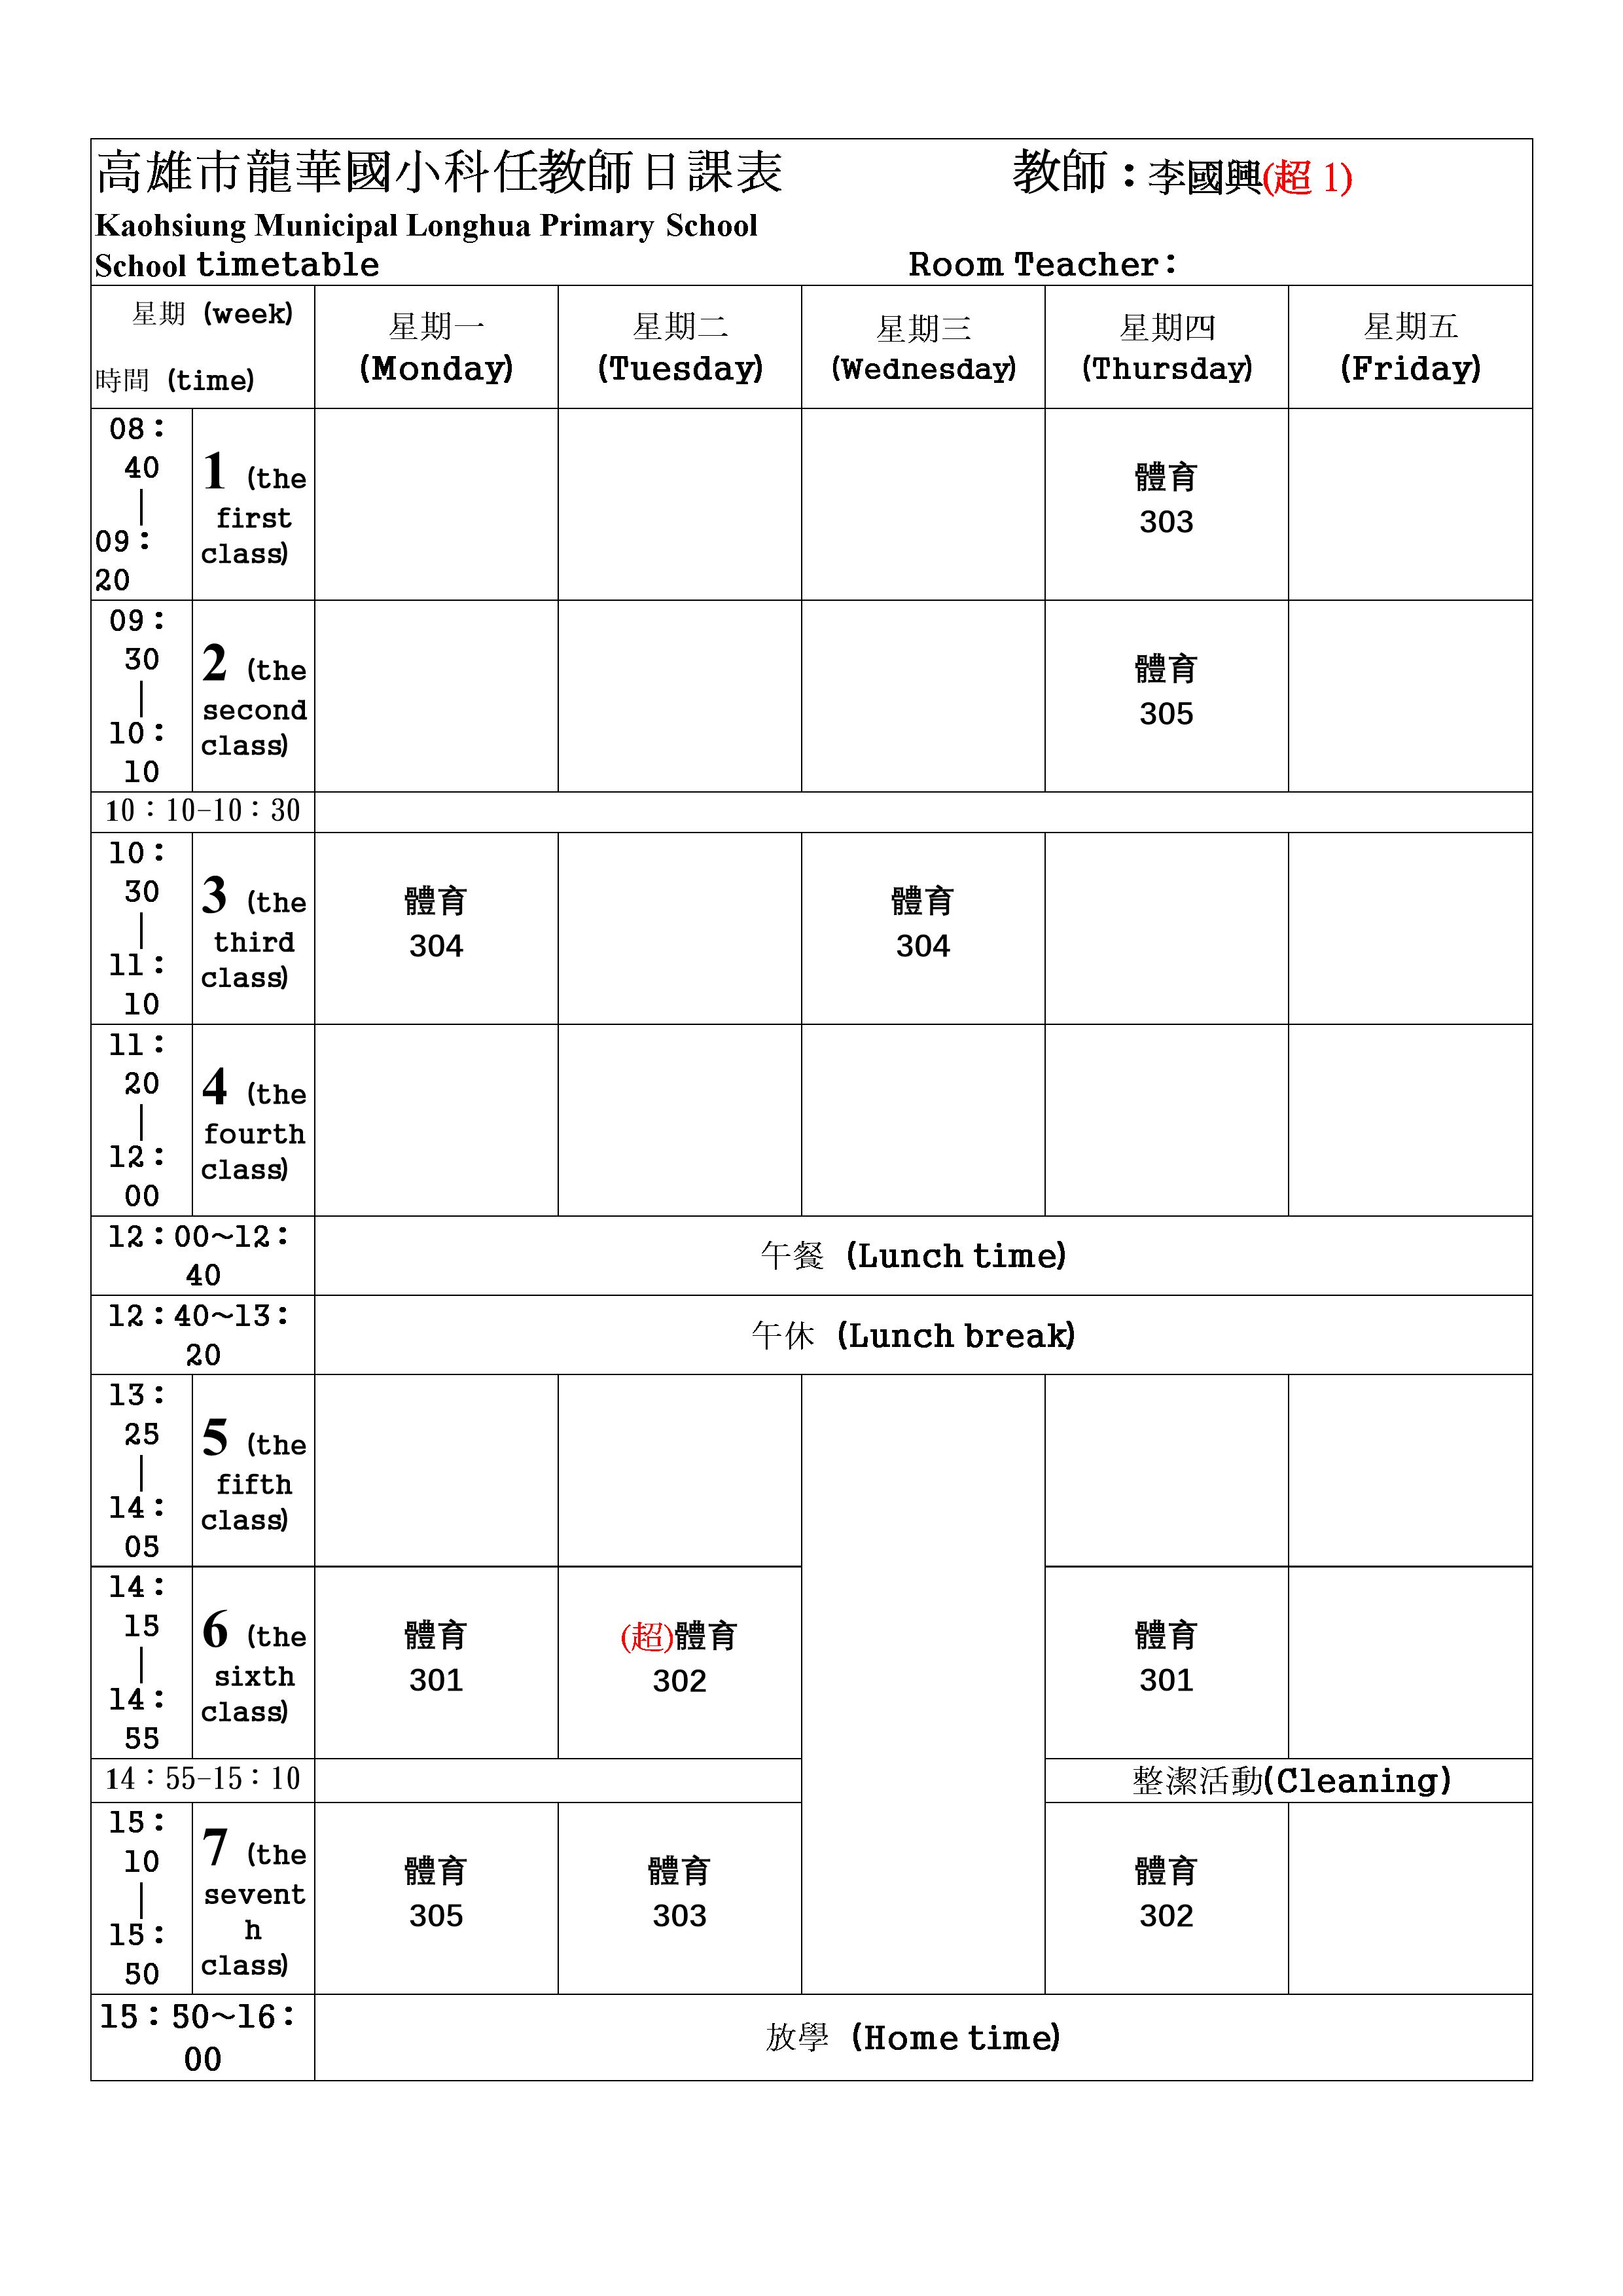 高雄市龍華國小科任教師日課表 教師：李國興(超 1)
Kaohsiung Municipal Longhua Primary School
School timetable Room Teacher：
星期 (week)
時間 (time)
星期一
(Monday)
星期二
(Tuesday)
星期三
(Wednesday)
星期四
(Thursday)
星期五
(Friday)
08：
40
｜
09：
20
1 (the
first
class)
體育
303
09：
30
｜
10：
10
2 (the
second
class)
體育
305
10：10-10：30
10：
30
｜
11：
10
3 (the
third
class)
體育
304
體育
304
11：
20
｜
12：
00
4 (the
fourth
class)
12：00~12：
40
午餐 (Lunch time)
12：40~13：
20
午休 (Lunch break)
13：
25
｜
14：
05
5 (the
fifth
class)
14：
15
｜
14：
55
6 (the
sixth
class)
體育
301
(超)體育
302
體育
301
14：55-15：10
整潔活動(Cleaning)
15：
10
｜
15：
50
7 (the
sevent
h
class)
體育
305
體育
303
體育
302
15：50~16：
00
放學 (Home time)